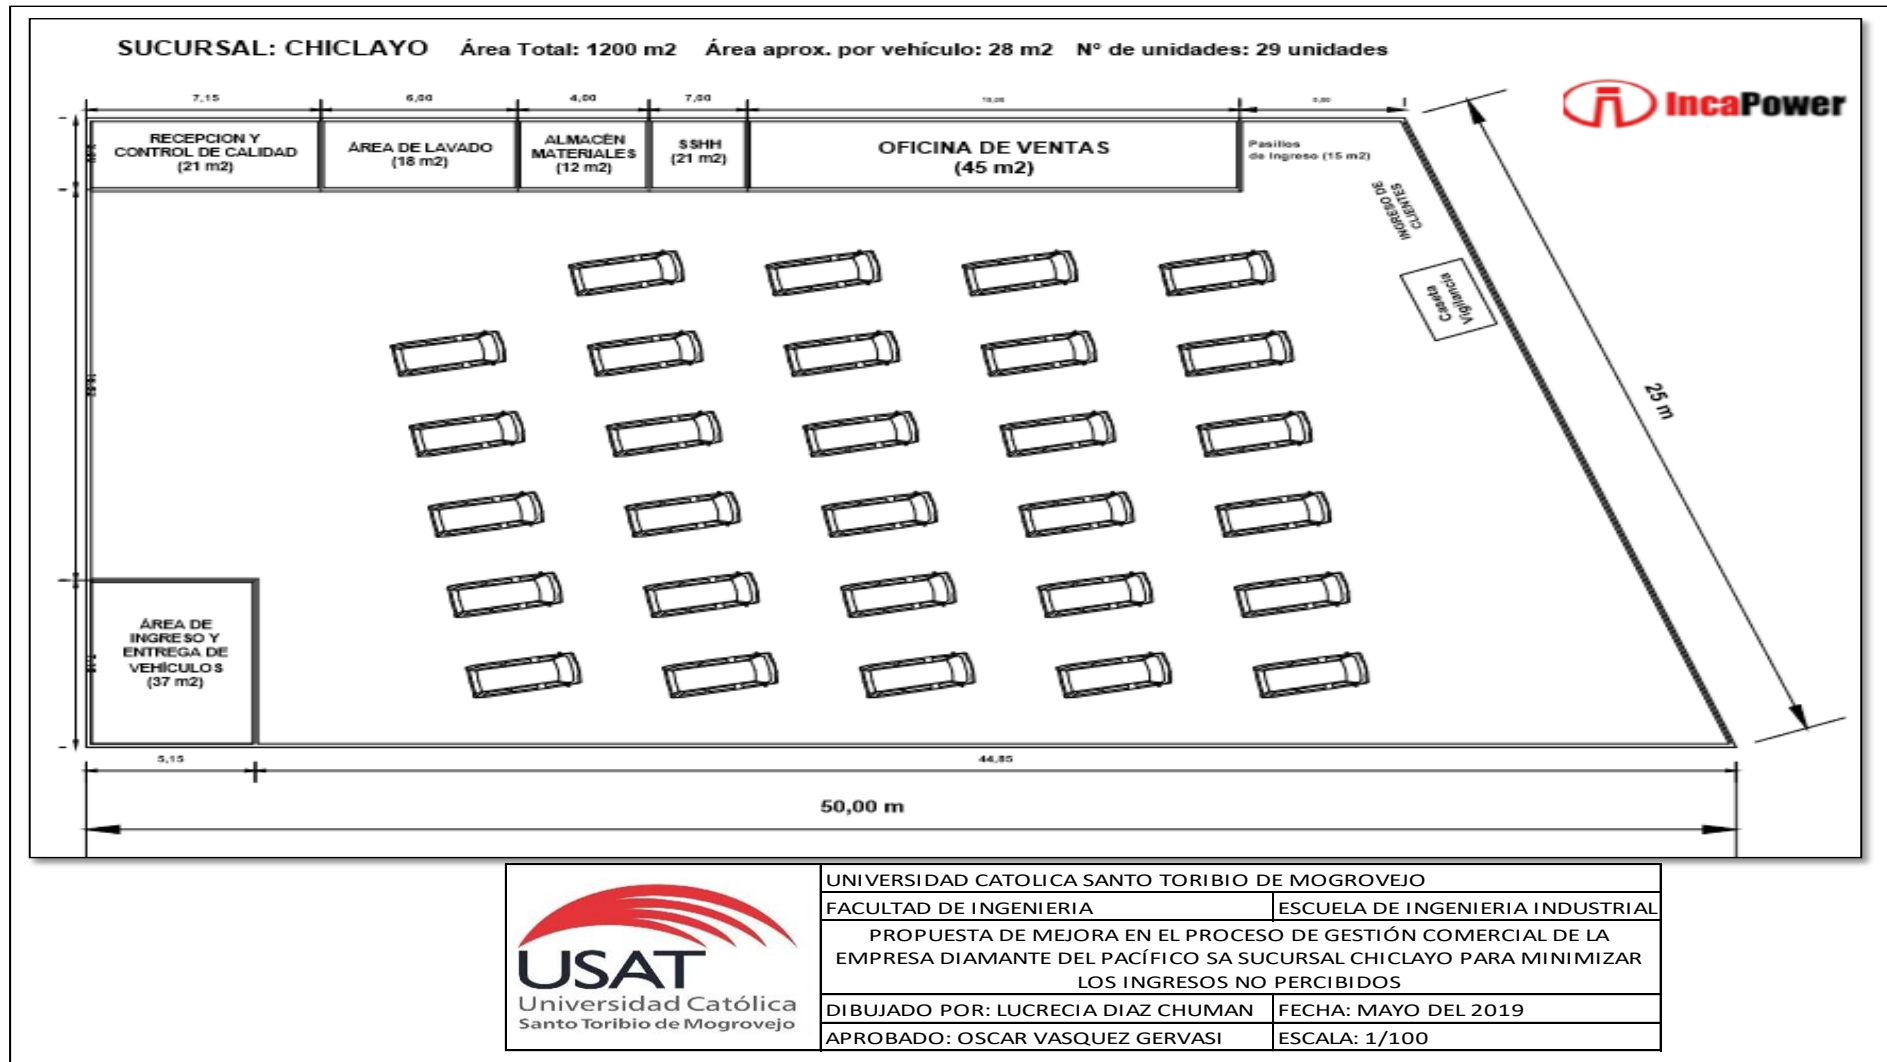 SUCURSAL: CHICLAYO Área Total: 1200 m2 Área aprox. por vehículo: 28 m2 N° de unidades: 29 unidades
IncaPower
7,15 6,00 4,00 7,00
RECEPCION Y
CONTROL DE CALIDAD
(21 m2)
ÁREA DE LAVADO
(18 m2)
ALMACÉN
MATERIALES
(12 m2)
SSHH
(21 m2)
OFICINA DE VENTAS
(45 m2)
Pasillos
de Ingreso (15 m2)
INGRESO DE
CLIENTES
Caseta
Vigilancia
25 m
ÁREA DE
INGRESO Y
ENTREGA DE
VEHÍCULOS
(37 m2)
5,15 44,85
50,00 m
USAT
Universidad Católica
Santo Toribio de Mogrovejo
UNIVERSIDAD CATOLICA SANTO TORIBIO DE MOGROVEJO
FACULTAD DE INGENIERIA ESCUELA DE INGENIERIA INDUSTRIAL
PROPUESTA DE MEJORA EN EL PROCESO DE GESTIÓN COMERCIAL DE LA
EMPRESA DIAMANTE DEL PACÍFICO SA SUCURSAL CHICLAYO PARA MINIMIZAR
LOS INGRESOS NO PERCIBIDOS
DIBUJADO POR: LUCRECIA DIAZ CHUMAN FECHA: MAYO DEL 2019
APROBADO: OSCAR VASQUEZ GERVASI ESCALA: 1/100